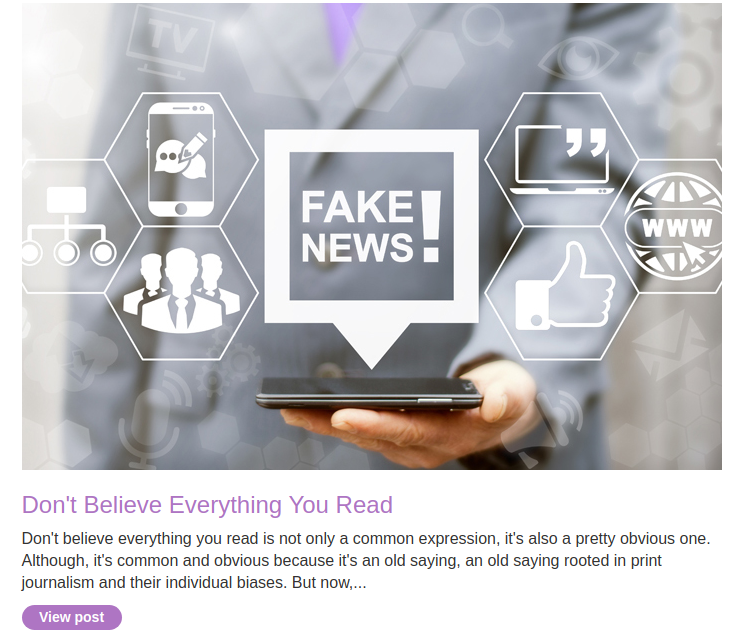 TV
FAKE
NEWS!
WWW
Don't Believe Everything You Read
Don't believe everything you read is not only a common expression, it's also a pretty obvious one.
Although, it's common and obvious because it's an old saying, an old saying rooted in print
journalism and their individual biases. But now,...
View post